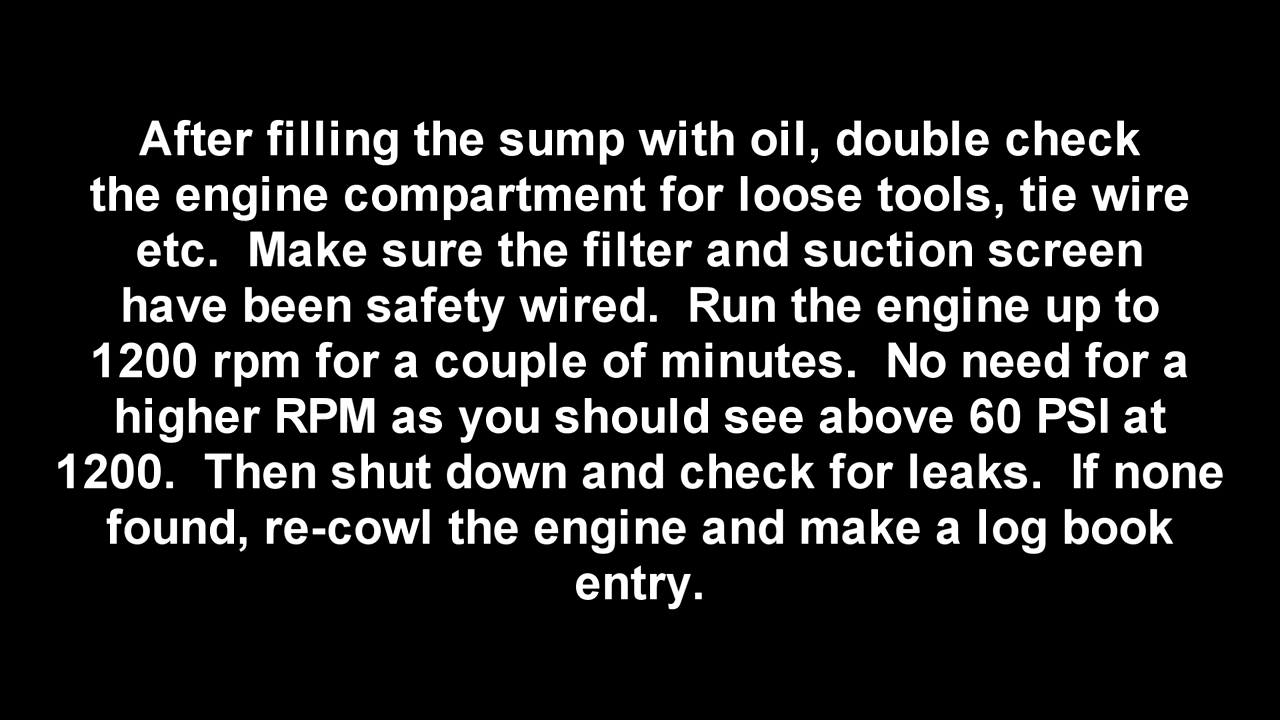 After filling the sump with oil, double check
the engine compartment for loose tools, tie wire
etc.  Make sure the filter and suction screen
have been safety wired.  Run the engine up to
1200 rpm for a couple of minutes.  No need for a
higher RPM as you should see above 60 PSI at
1200.  Then shut down and check for leaks.  If none
found, re-cowl the engine and make a log book
entry.